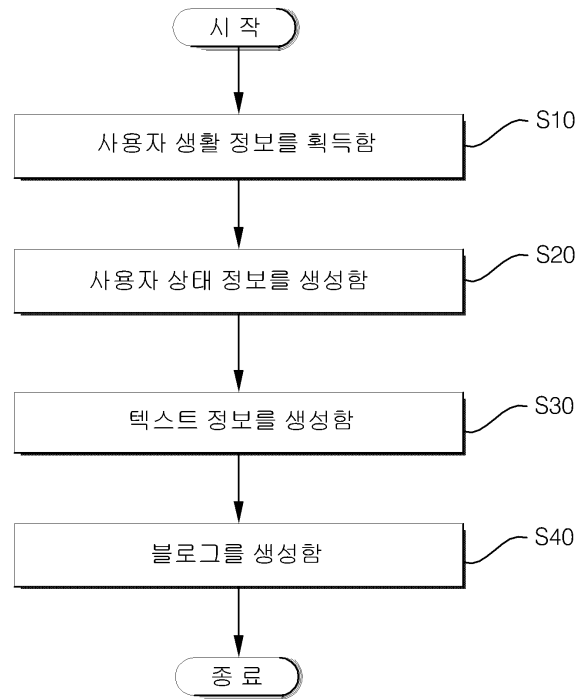 시 작
사용자 생활 정보를 획득함
S10
사용자 상태 정보를 생성함
S20
텍스트 정보를 생성함
S30
블로그를 생성함
S40
종 료